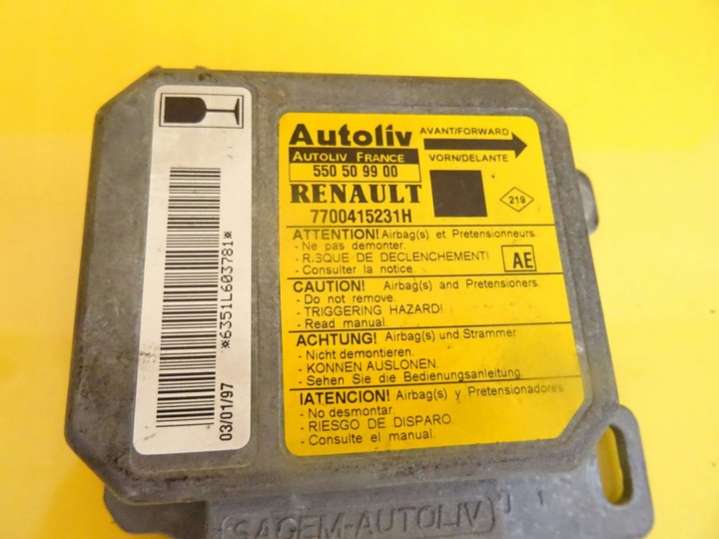 *6351L603781*
03/01/97
Autoliv
AUTOLIV FRANCE
550 50 99 00
RENAULT
7700415231H
AVANT/FORWARD
VORN/DELANTE
219
ATTENTION! Airbag(s) et Pretensionneurs
- Ne pas demonter.
- R.SQUE DE DECLENCHEMENT!
- Consulter la notice.
AE
CAUTION! Airbag(s) and Pretensioners.
- Do not remove.
- TRIGGERING HAZARD!
- Read manual.
ACHTUNG! Airbag(s) und Strammer
- Nicht demontieren.
- KONNEN AUSLONEN.
- Sehen Sie die Bedienungsanleitung.
IATENCION! Airbag(s) y Pretensionadores
- No desmontar.
- RIESGO DE DISPARO.
- Consulte el manual.
SAGEM-AUTOLIV